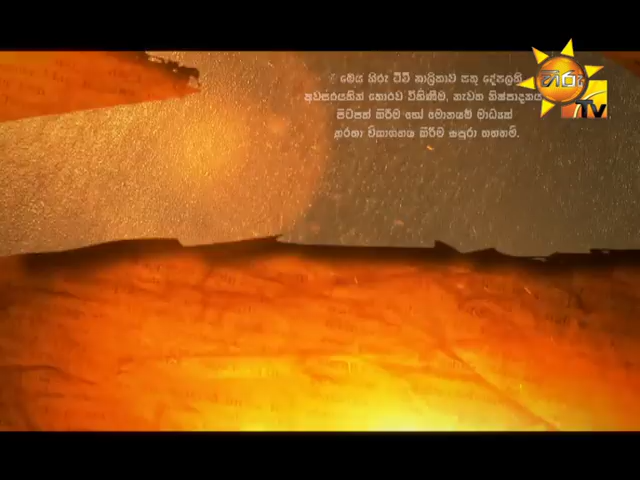 මෙය හිරු ටීවී නාලිකාව සතු දේපලකි
අවසරයකින් තොරව විකිණීම, නැවත නිෂ්පාදනය,
පිටපත් කිරීම හෝ මොනයම් මාධ්‍යක්
හරහා විකාශනය කිරීම සපුරා තහනම්.
හිරු
TV